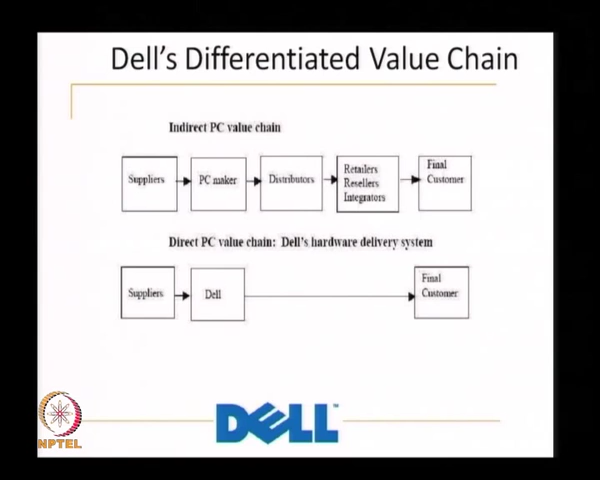 Dell's Differentiated Value Chain
Indirect PC value chain
Suppliers
PC maker
Distributors
Retailers
Resellers
Integrators
Final
Customer
Direct PC value chain: Dell's hardware delivery system
Suppliers
Dell
Final
Customer
NPTEL
DELL™